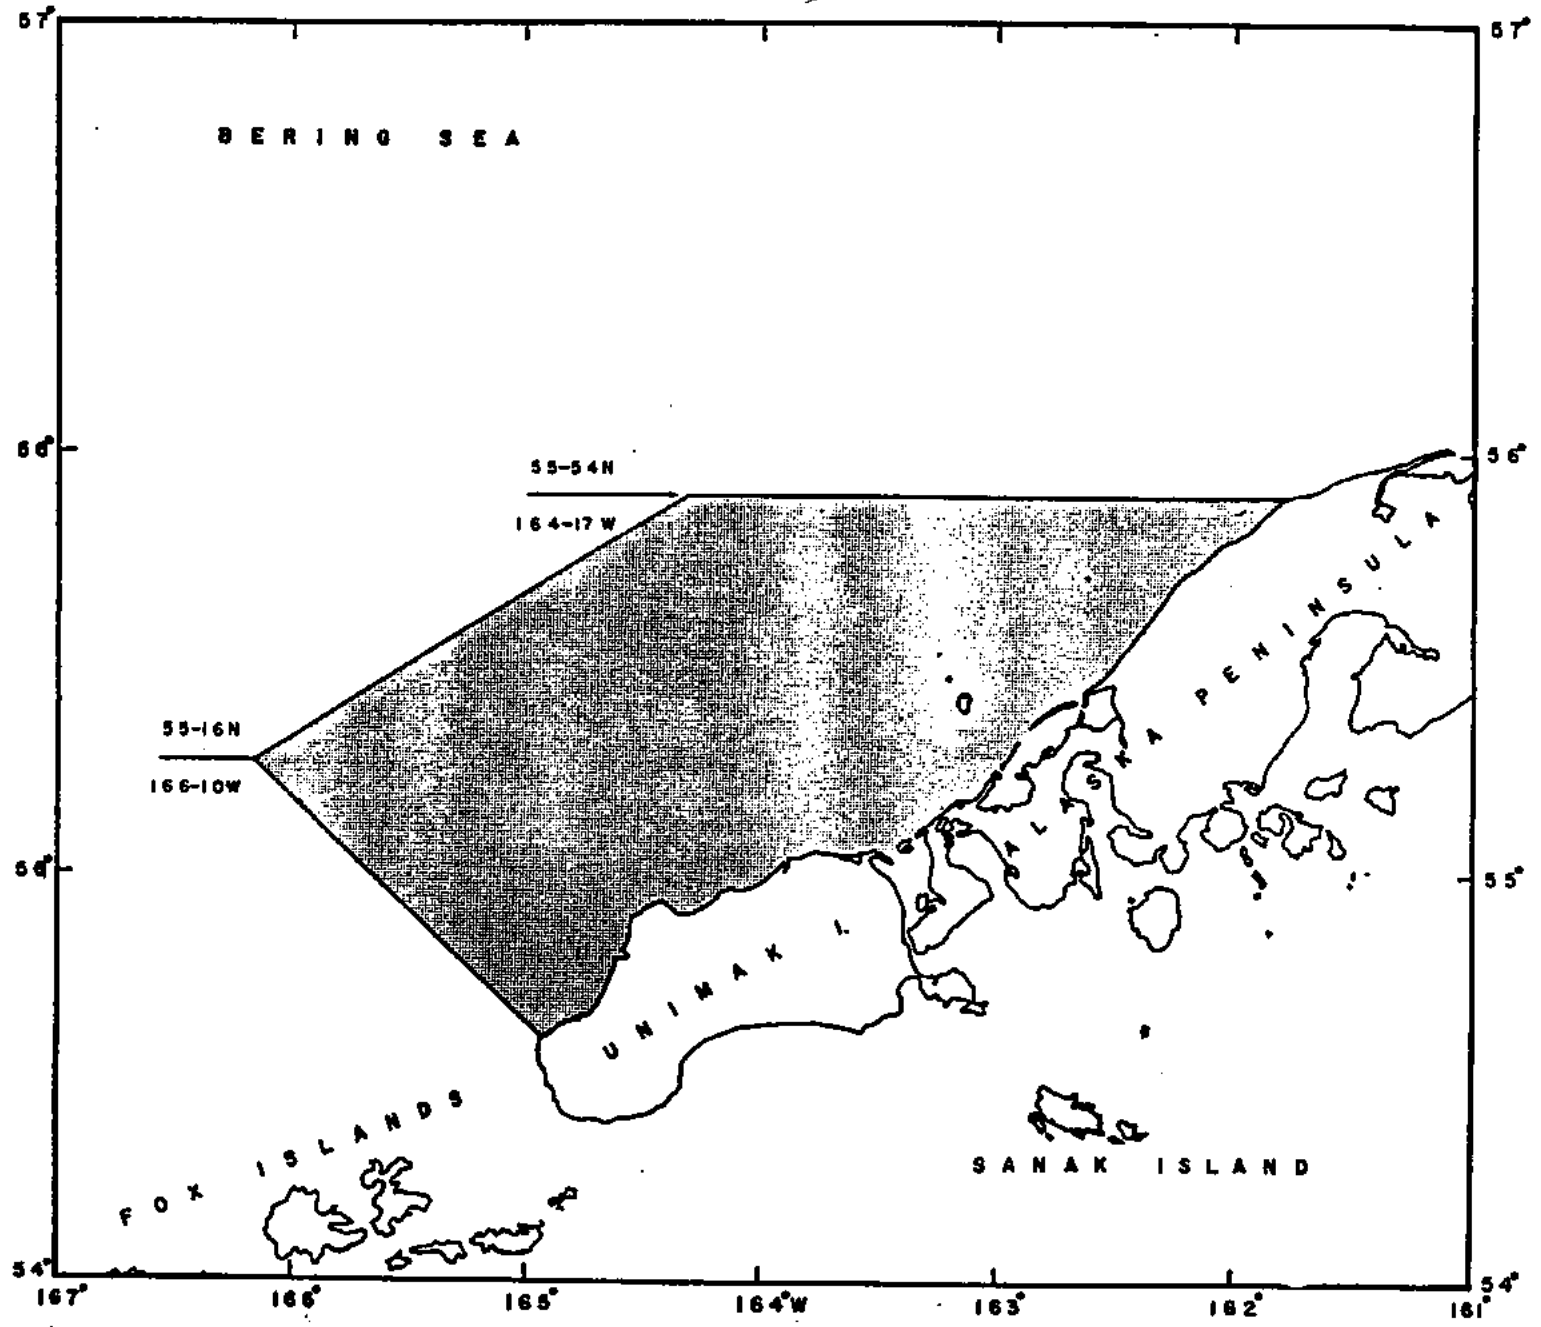 57° 57°
BERING SEA
56° 56°
55-54N
164-17W
ALASKA PENINSULA
55-16N
166-10W
56° 55°
UNIMAK I.
FOX ISLANDS
SANAK ISLAND
54° 54°
167° 166° 165° 164°W 163° 162° 161°